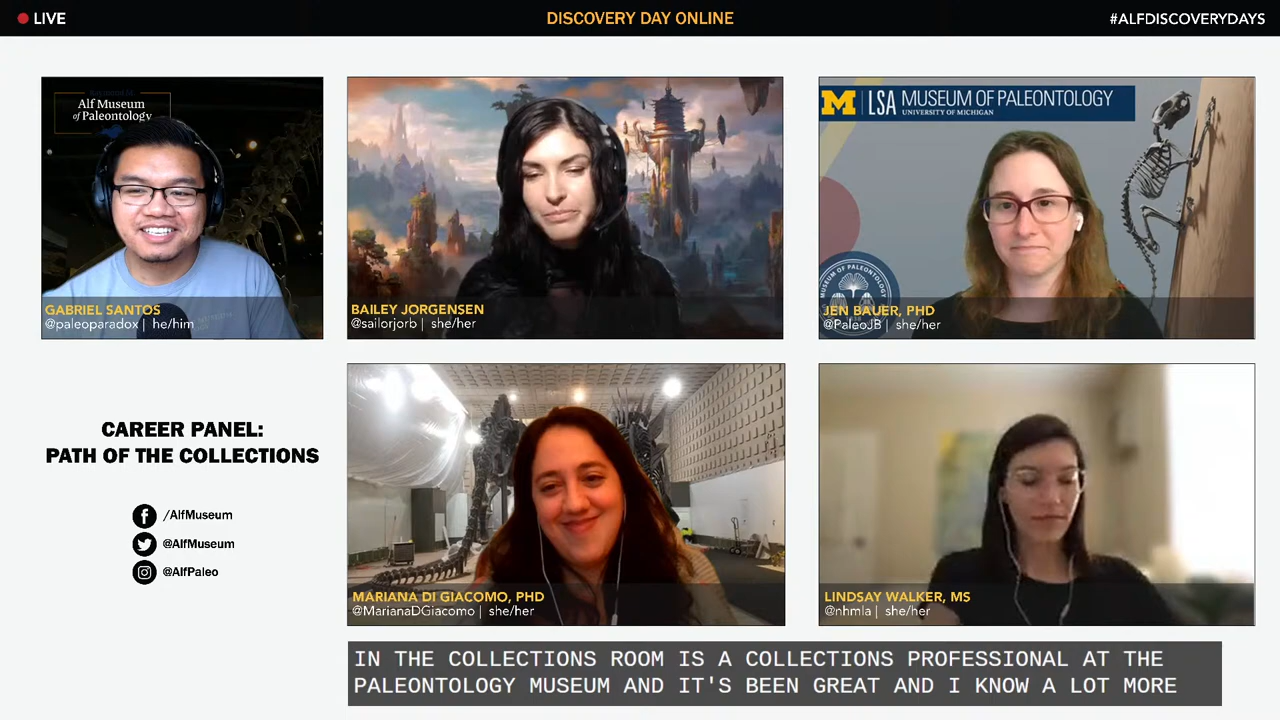 LIVE
DISCOVERY DAY ONLINE
#ALFDISCOVERYDAYS
Alf Museum
of Paleontology
GABRIEL SANTOS
@paleoparadox | he/him
BAILEY JORGENSEN
@sailorjorb | she/her
M LSA MUSEUM OF PALEONTOLOGY
UNIVERSITY OF MICHIGAN
MUSEUM OF PALEONTOLOGY
JEN BAUER, PHD
@PaleoJB | she/her
CAREER PANEL:
PATH OF THE COLLECTIONS
/AlfMuseum
@AlfMuseum
@AlfPaleo
MARIANA DI GIACOMO, PHD
@MarianaDGiacomo | she/her
LINDSAY WALKER, MS
@nhmla | she/her
IN THE COLLECTIONS ROOM IS A COLLECTIONS PROFESSIONAL AT THE
PALEONTOLOGY MUSEUM AND IT'S BEEN GREAT AND I KNOW A LOT MORE